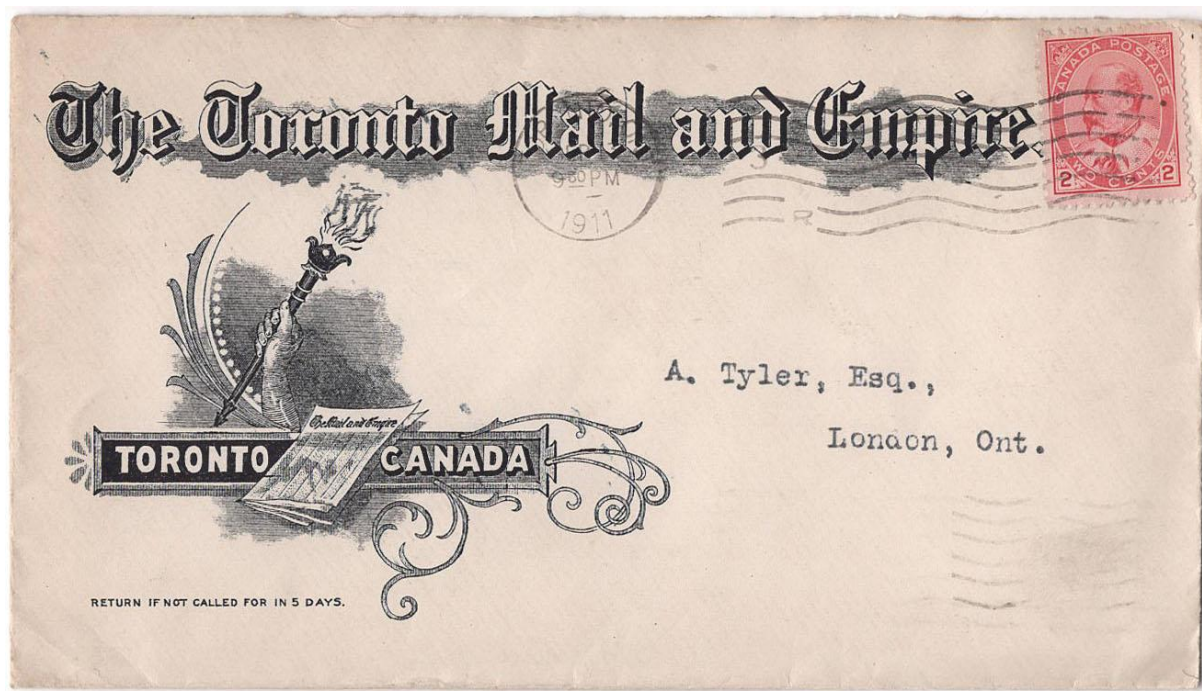 The Toronto Mail and Empire.
CANADA POSTAGE
TWO CENTS
2 2
9 30 PM
1911
The Mail and Empire
TORONTO CANADA
A. Tyler, Esq.,
London, Ont.
RETURN IF NOT CALLED FOR IN 5 DAYS.